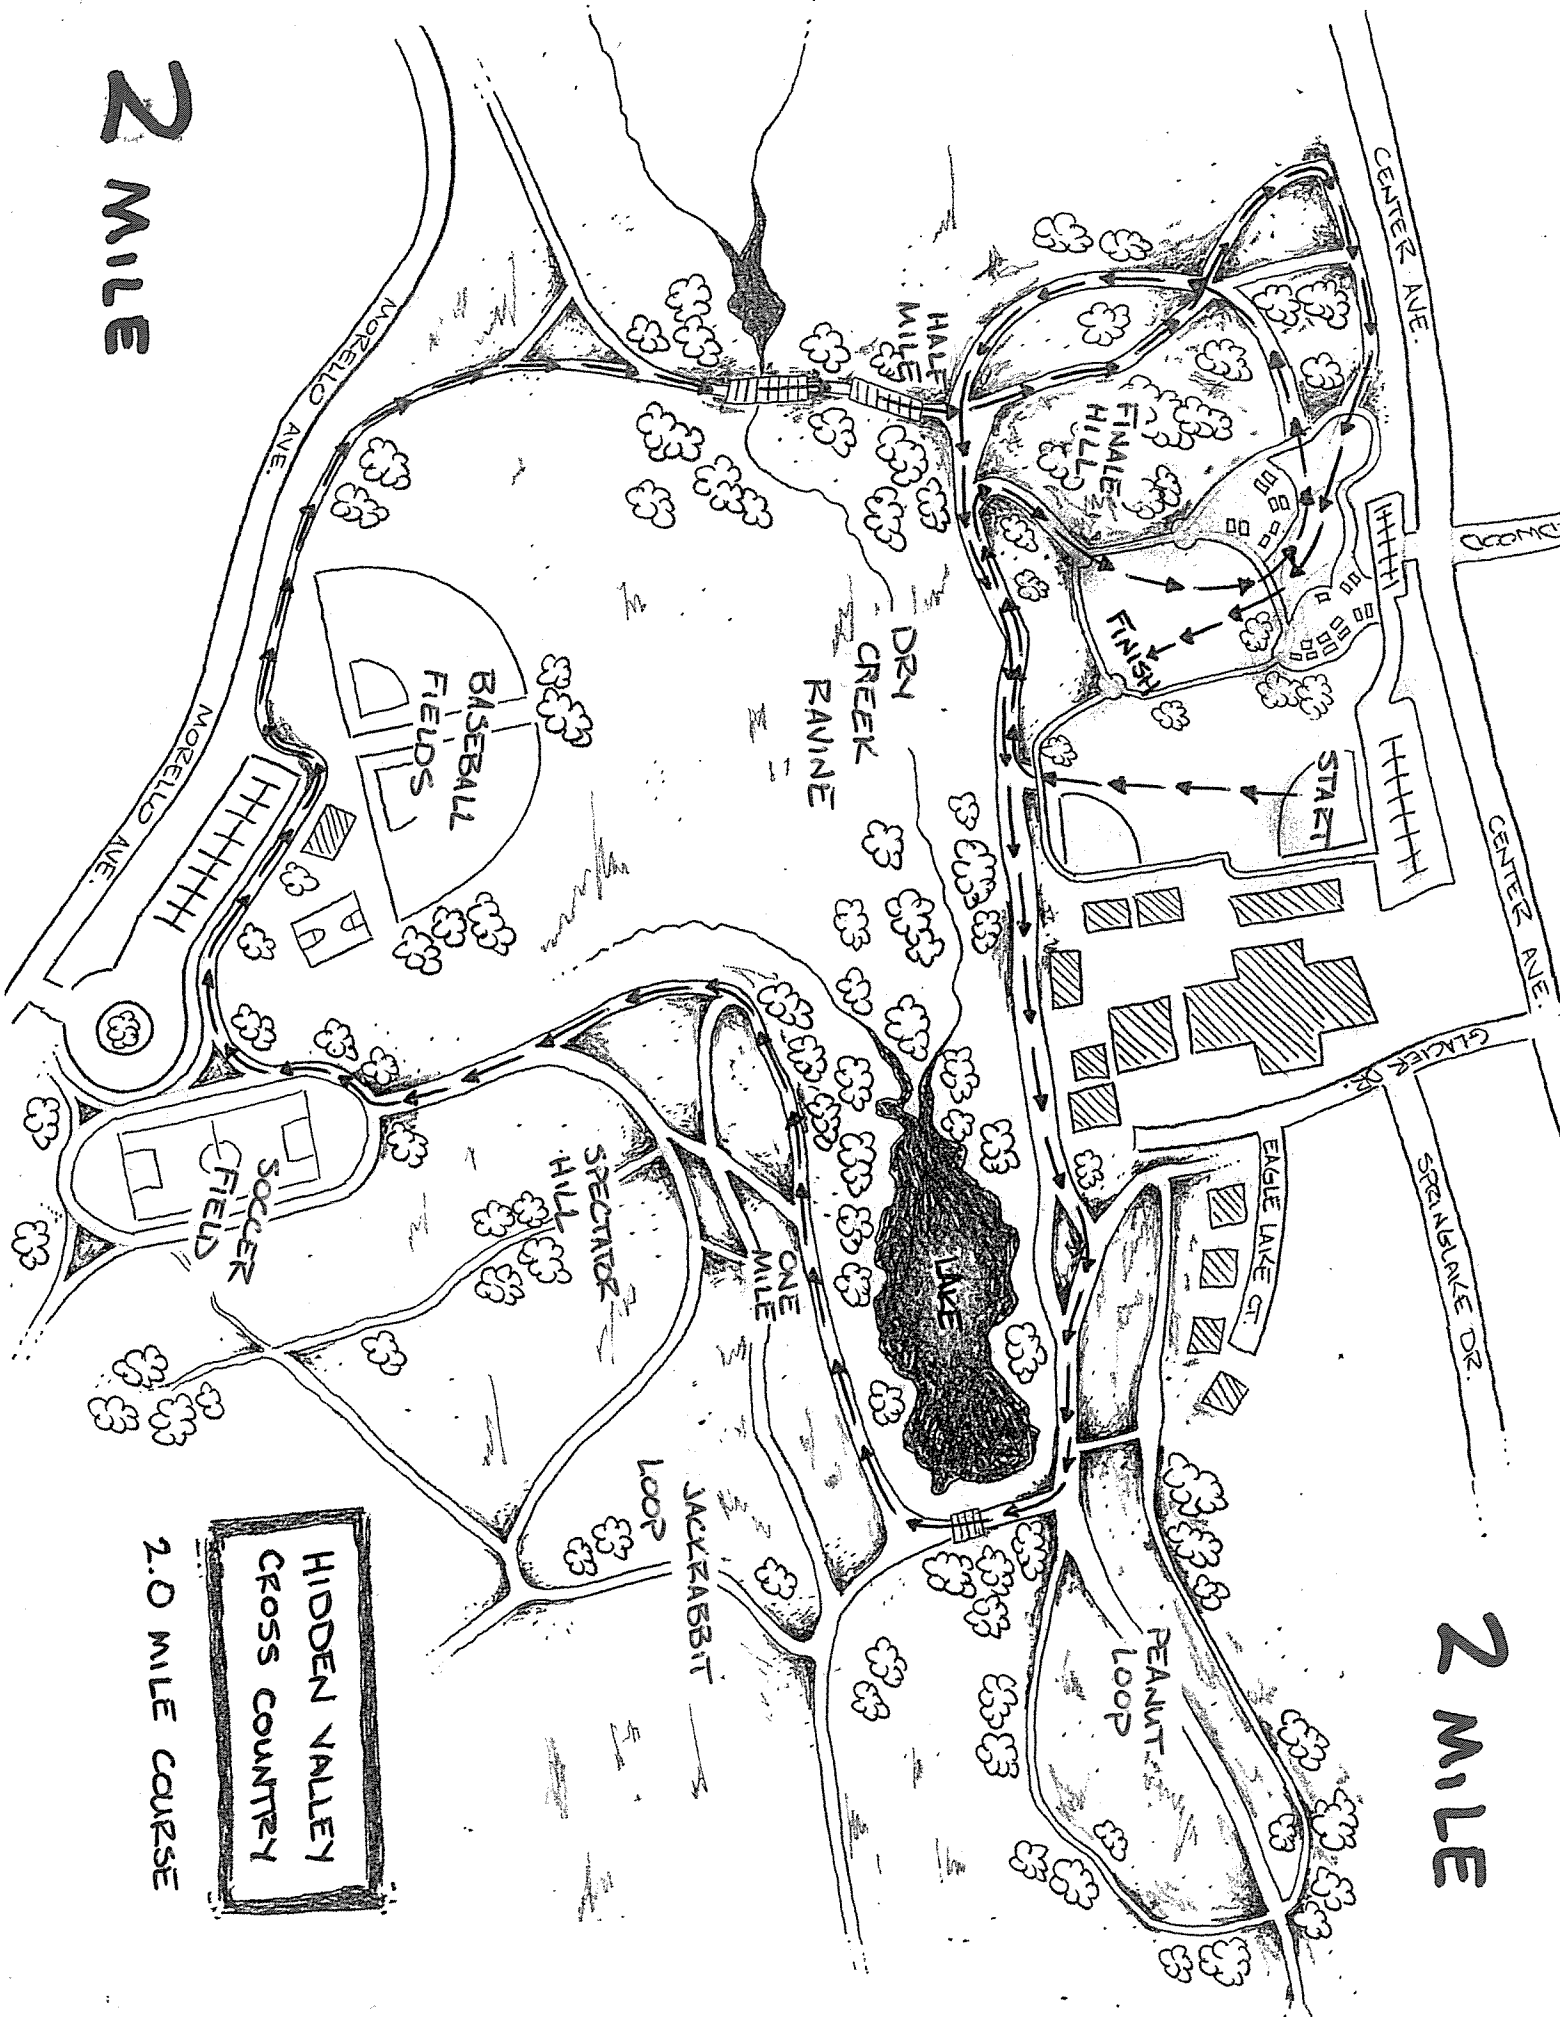 2 MILE
CENTER AVE.
DWOOD
CENTER AVE.
GLACIER DR.
SPRINGLAKE DR.
EAGLE LAKE CT.
2 MILE
HALF
MILE
FINALE
HILL
FINISH
START
DRY
CREEK
RAVINE
LAKE
PEANUT
LOOP
MORELLO AVE.
MORELLO AVE.
BASEBALL
FIELDS
SOCCER
FIELD
SPECTATOR
HILL
ONE
MILE
JACKRABBIT
LOOP
HIDDEN VALLEY
CROSS COUNTRY
2.0 MILE COURSE